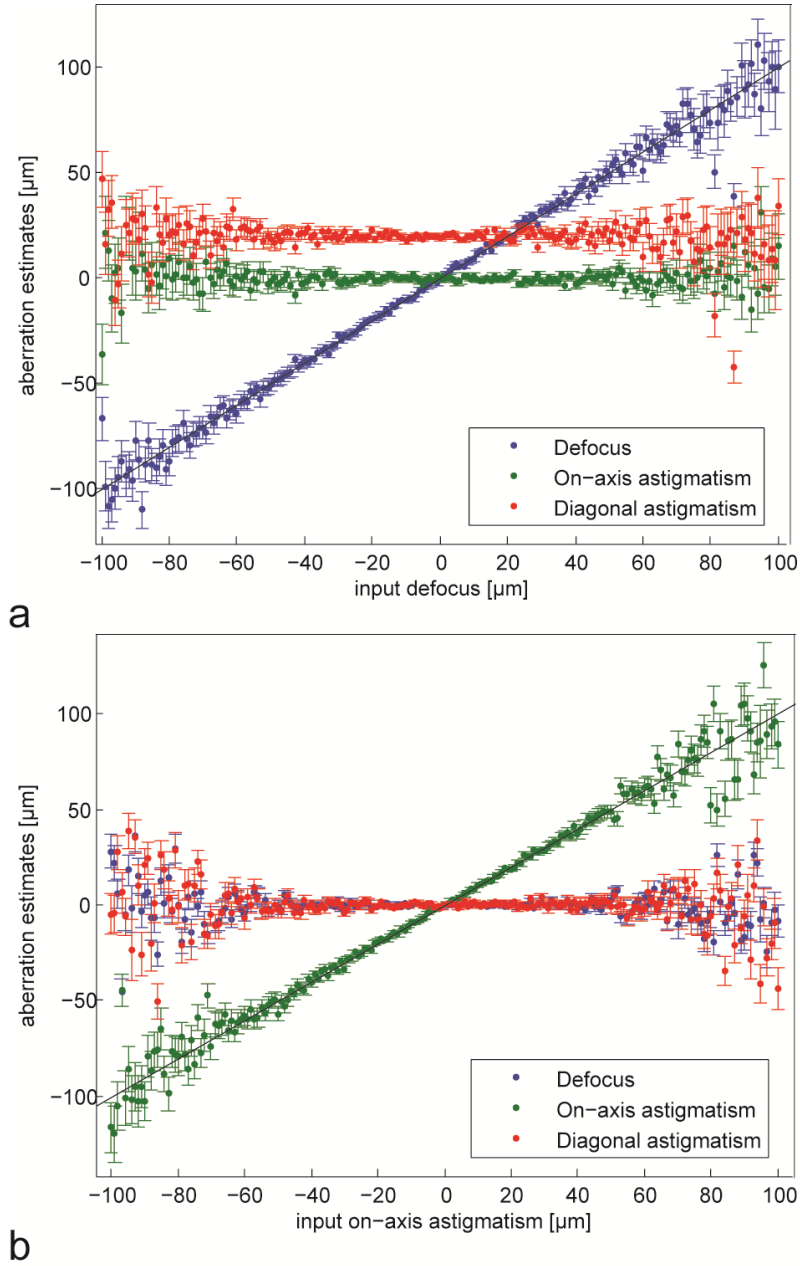 100
50
0
−50
−100
aberration estimates [µm]
Defocus
On−axis astigmatism
Diagonal astigmatism
−100 −80 −60 −40 −20 0 20 40 60 80 100
input defocus [µm]
a
100
50
0
−50
−100
aberration estimates [µm]
Defocus
On−axis astigmatism
Diagonal astigmatism
−100 −80 −60 −40 −20 0 20 40 60 80 100
input on−axis astigmatism [µm]
b